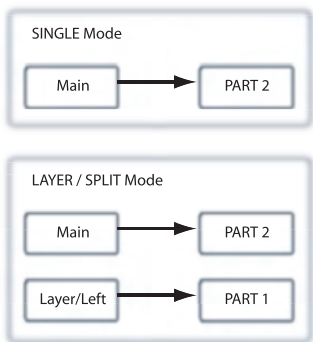 SINGLE Mode
Main PART 2
LAYER / SPLIT Mode
Main PART 2
Layer/Left PART 1